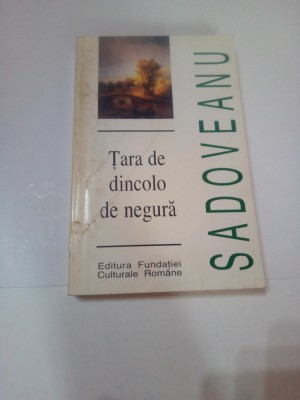 Țara de
dincolo
de negură
Editura Fundației
Culturale Române
SADOVEANU